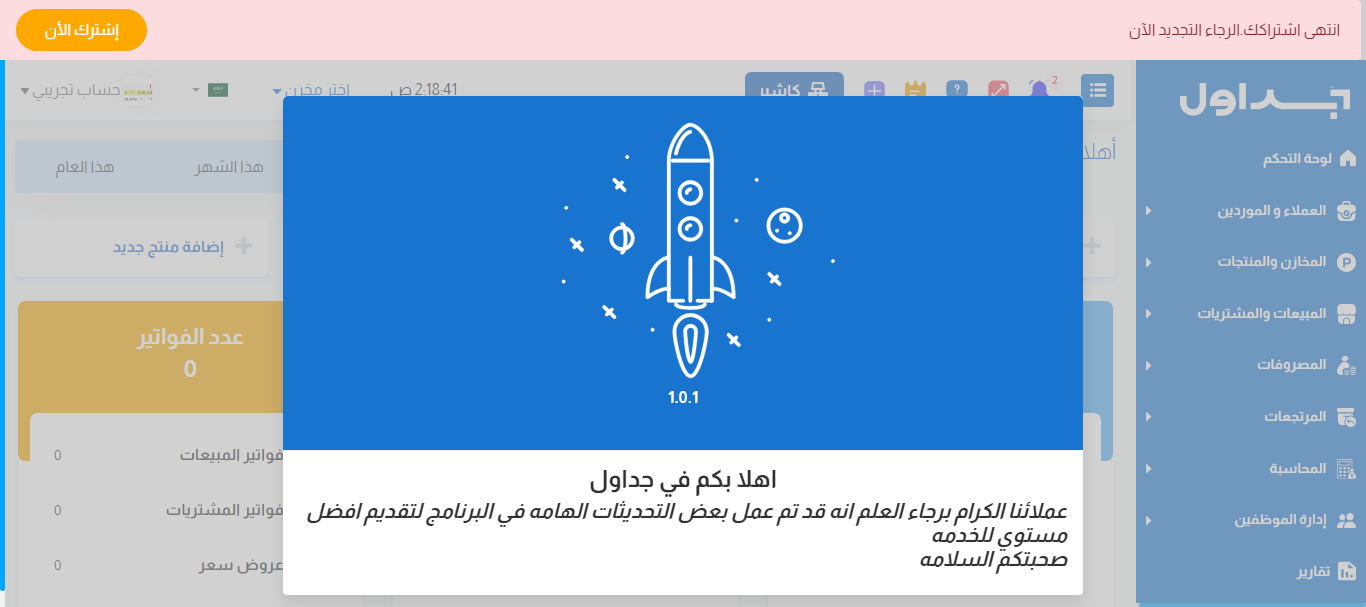 انتهى اشتراكك.الرجاء التجديد الآن
إشترك الأن
جداول
لوحة التحكم
العملاء و الموردين
المخازن والمنتجات
المبيعات والمشتريات
المصروفات
المرتجعات
المحاسبة
إدارة الموظفين
تقارير
2
?
كاشير
2:18:41 ص
اختر مخزن
حساب تجريبي
أهلا
هذا الشهر
هذا العام
إضافة منتج جديد
عدد الفواتير
0
فواتير المبيعات 0
فواتير المشتريات 0
عروض سعر 0
1.0.1
اهلا بكم في جداول
عملائنا الكرام برجاء العلم انه قد تم عمل بعض التحديثات الهامه في البرنامج لتقديم افضل
مستوي للخدمه
صحبتكم السلامه